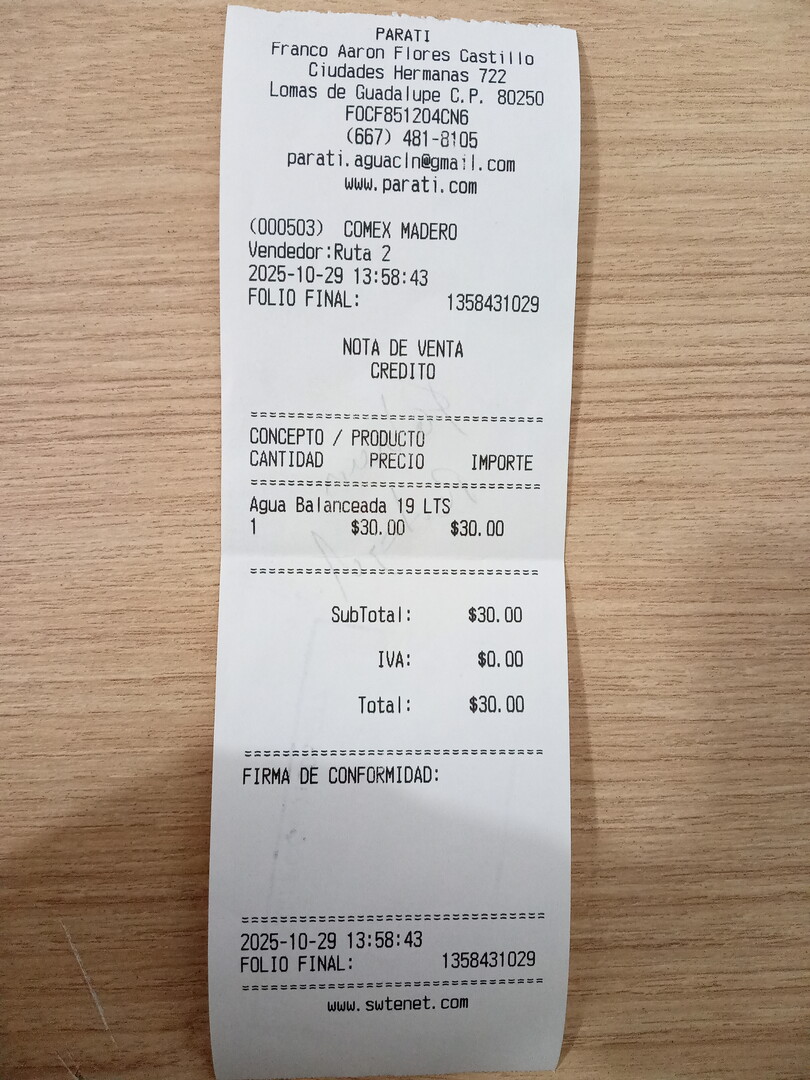 PARATI
Franco Aaron Flores Castillo
Ciudades Hermanas 722
Lomas de Guadalupe C.P. 80250
FOCF851204CN6
(667) 481-8105
parati.aguacln@gmail.com
www.parati.com
(000503) COMEX MADERO
Vendedor:Ruta 2
2025-10-29 13:58:43
FOLIO FINAL: 1358431029
NOTA DE VENTA
CREDITO
==================================
CONCEPTO / PRODUCTO
CANTIDAD PRECIO IMPORTE
==================================
Agua Balanceada 19 LTS
1 $30.00 $30.00
==================================
SubTotal: $30.00
IVA: $0.00
Total: $30.00
==================================
FIRMA DE CONFORMIDAD:
==================================
2025-10-29 13:58:43
FOLIO FINAL: 1358431029
==================================
www.swtenet.com